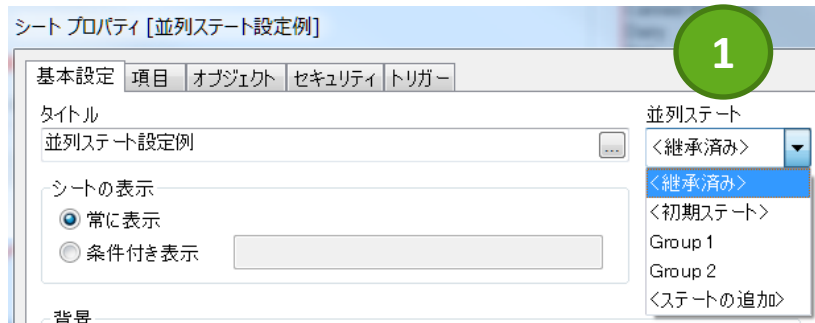 シート プロパティ [並列ステート設定例]
1
基本設定 項目 オブジェクト セキュリティ トリガー
タイトル
並列ステート
並列ステート設定例 ...
<継承済み>
シートの表示
常に表示
条件付き表示
<継承済み>
<初期ステート>
Group 1
Group 2
<ステートの追加>
背景